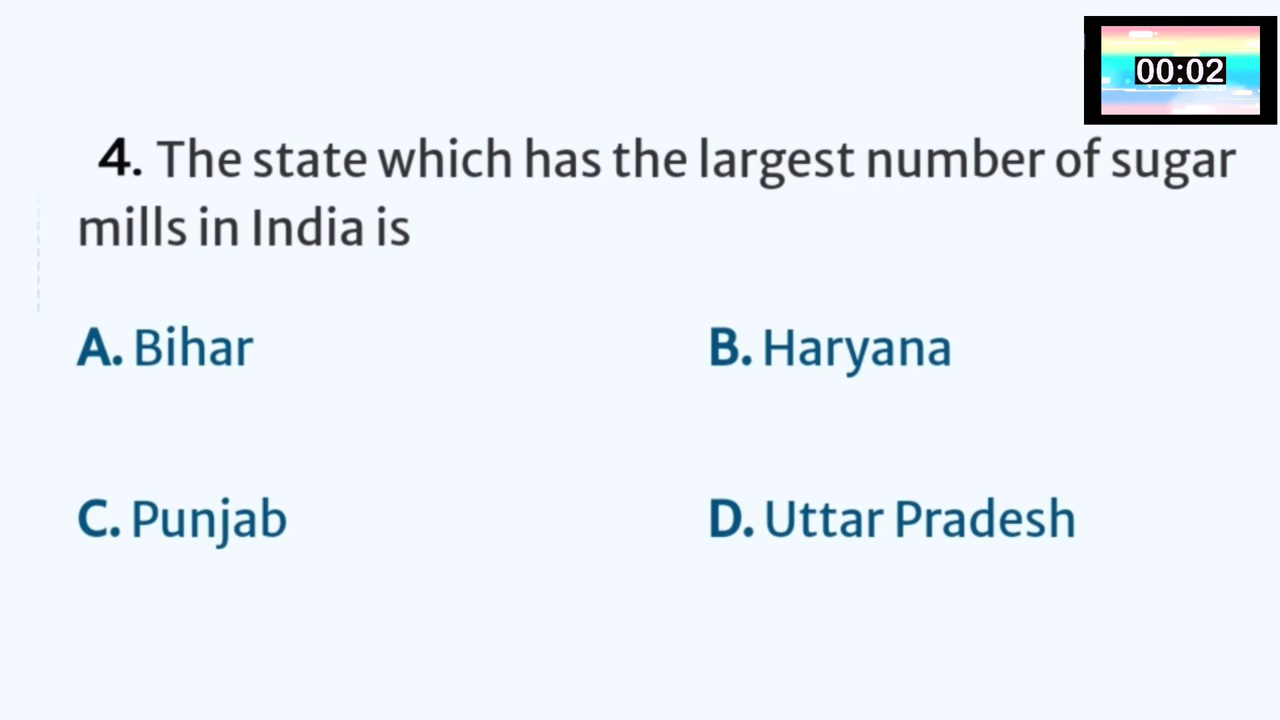 00:02
4. The state which has the largest number of sugar
mills in India is
A. Bihar
B. Haryana
C. Punjab
D. Uttar Pradesh